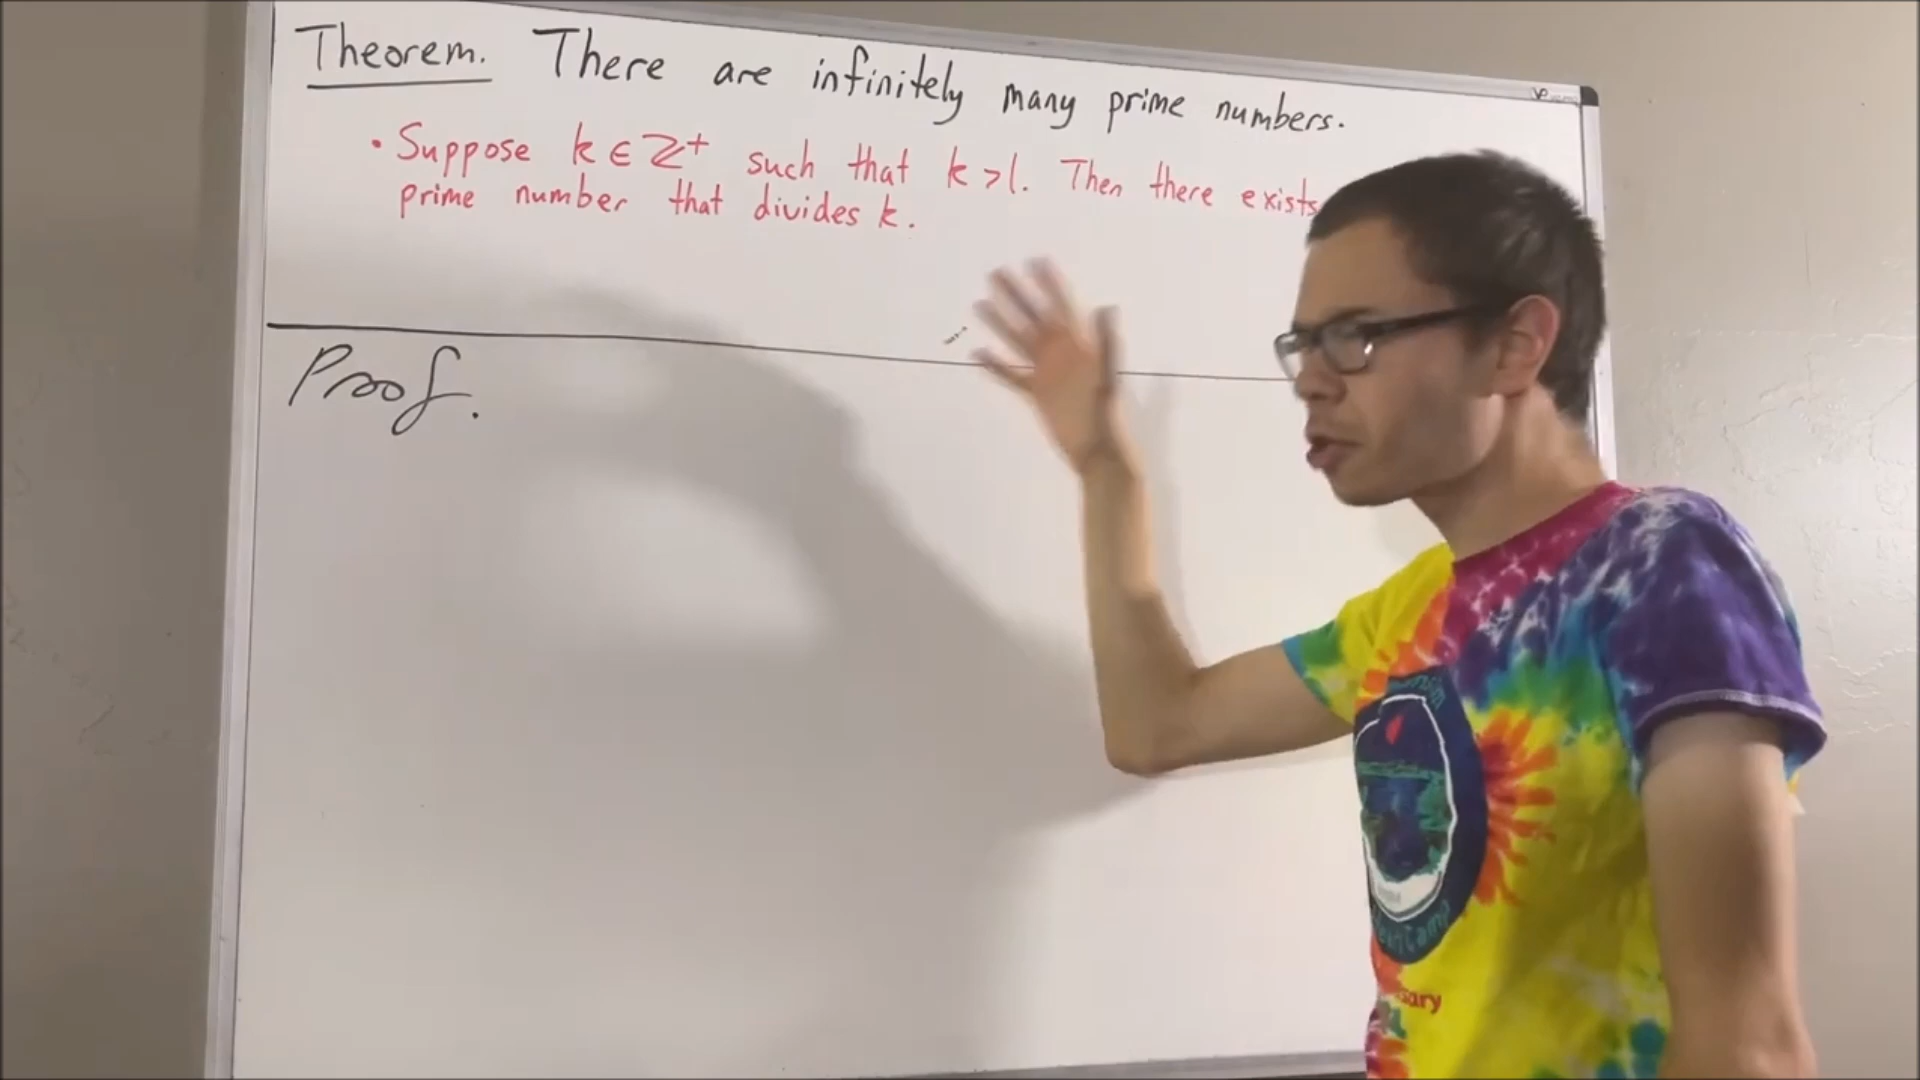 Theorem. There are infinitely many prime numbers.
• Suppose k ∈ ℤ⁺ such that k > 1. Then there exists
prime number that divides k.
Proof.